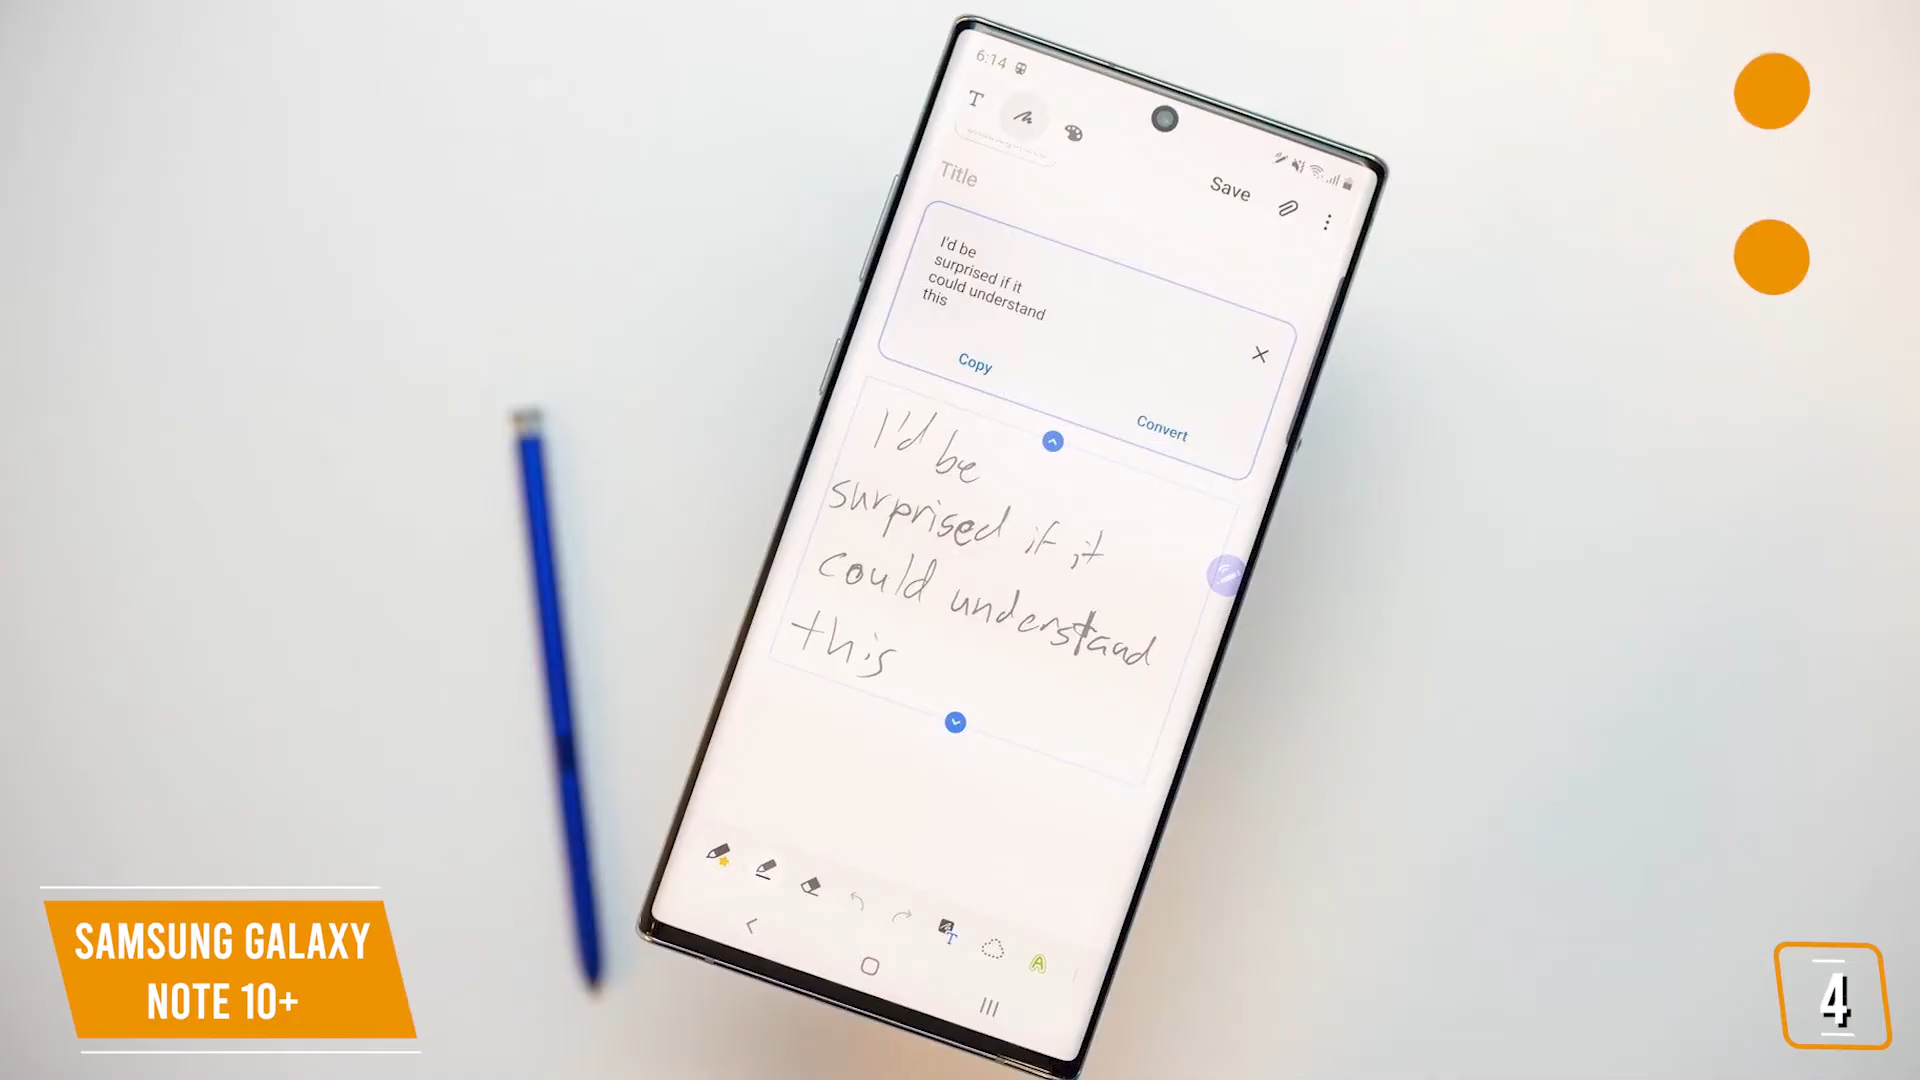 6:14
T
Title
Save
I'd be
surprised if it
could understand
this
Copy
Convert
I'd be
surprised if it
could understand
this
T
A
SAMSUNG GALAXY
NOTE 10+
4